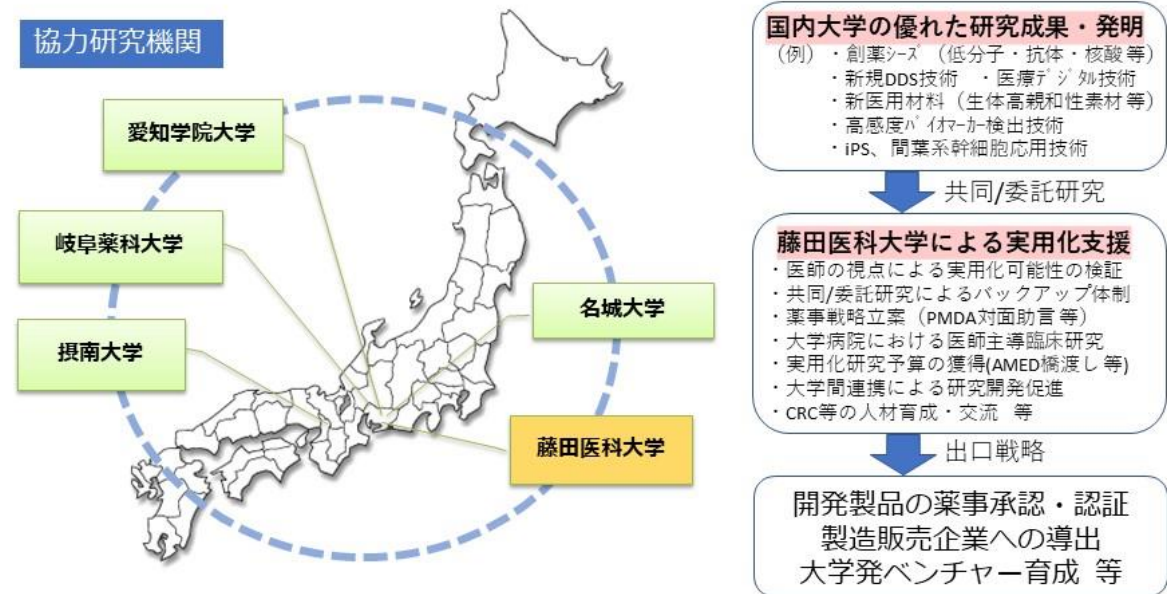 協力研究機関
愛知学院大学
岐阜薬科大学
摂南大学
名城大学
藤田医科大学
国内大学の優れた研究成果・発明
（例）・創薬ｼｰｽﾞ（低分子・抗体・核酸 等）
・新規DDS技術　・医療ﾃﾞｼﾞﾀﾙ技術
・新医用材料（生体高親和性素材 等）
・高感度ﾊﾞｲｵﾏｰｶｰ検出技術
・iPS、間葉系幹細胞応用技術
共同/委託研究
藤田医科大学による実用化支援
・医師の視点による実用化可能性の検証
・共同/委託研究によるバックアップ体制
・薬事戦略立案（PMDA対面助言 等）
・大学病院における医師主導臨床研究
・実用化研究予算の獲得(AMED橋渡し 等)
・大学間連携による研究開発促進
・CRC等の人材育成・交流 等
出口戦略
開発製品の薬事承認・認証
製造販売企業への導出
大学発ベンチャー育成 等